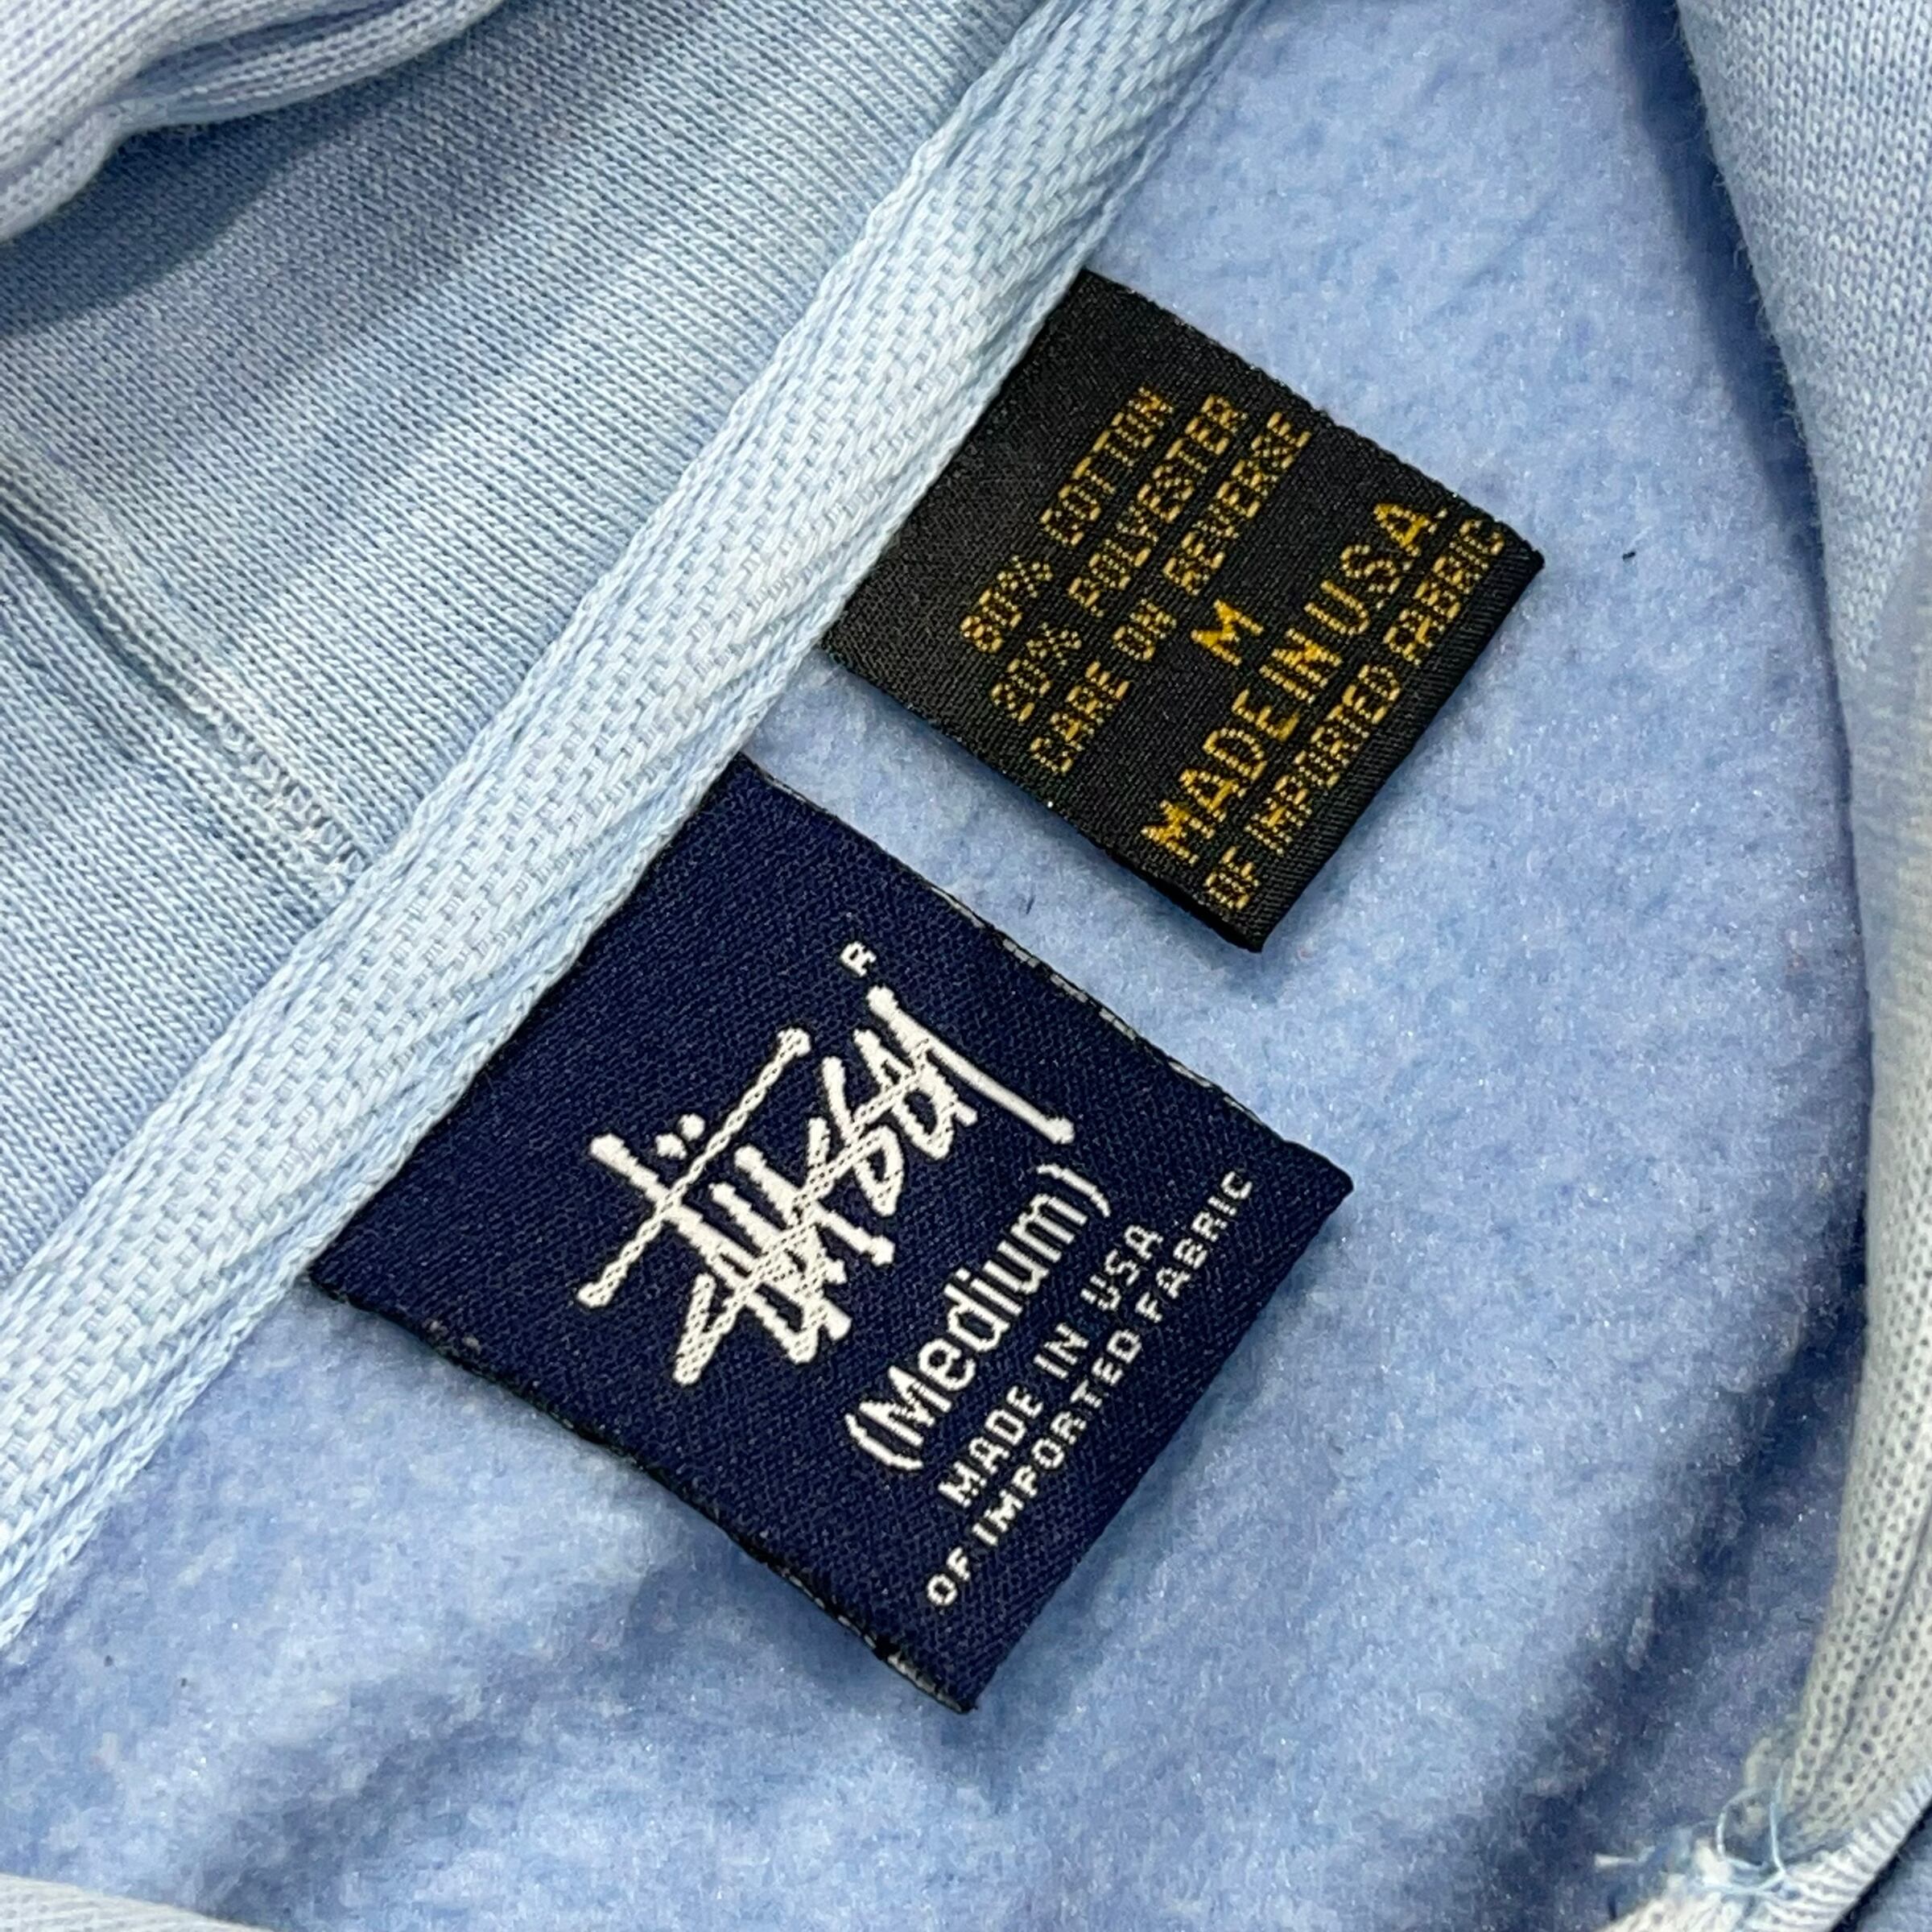 80% COTTON
20% POLYESTER
CARE ON REVERSE
M
MADE IN U.S.A.
OF IMPORTED FABRIC
Stüssy ®
(Medium)
MADE IN USA
OF IMPORTED FABRIC